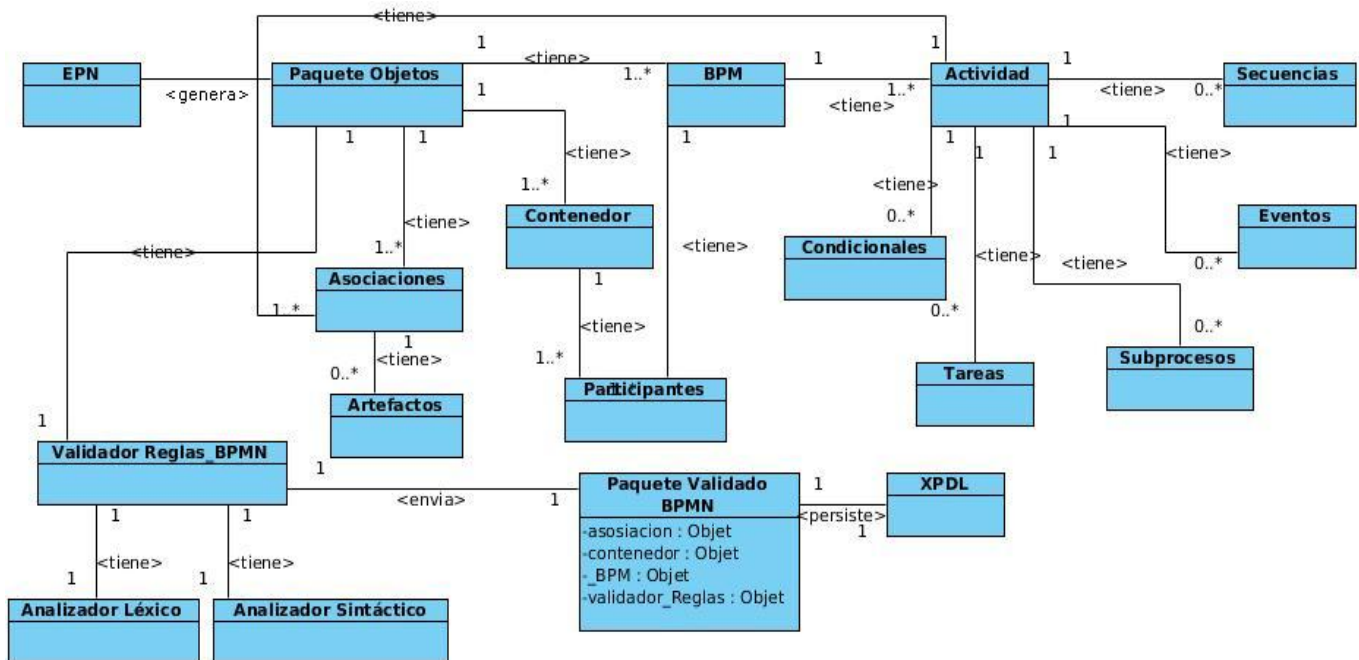 <tiene>
1
<tiene>
1..*
1
1..*
1
1
0..*
<tiene>
EPN
Paquete Objetos
BPM
Actividad
Secuencias
<genera>
1
<tiene>
1
1
1
1
1
1
1
<tiene>
<tiene>
1..*
Contenedor
<tiene>
0..*
<tiene>
1..*
Condicionales
<tiene>
Eventos
<tiene>
1
<tiene>
<tiene>
0..*
Asociaciones
1..*
1
<tiene>
0..*
<tiene>
1..*
0..*
0..*
Artefactos
Participantes
1..*
Tareas
Subprocesos
1
Validador Reglas_BPMN
1
<envia>
1
Paquete Validado
BPMN
-asosiacion : Objet
-contenedor : Objet
-_BPM : Objet
-validador_Reglas : Objet
1
<persiste>
1
XPDL
1
1
<tiene>
<tiene>
1
1
Analizador Léxico
Analizador Sintáctico